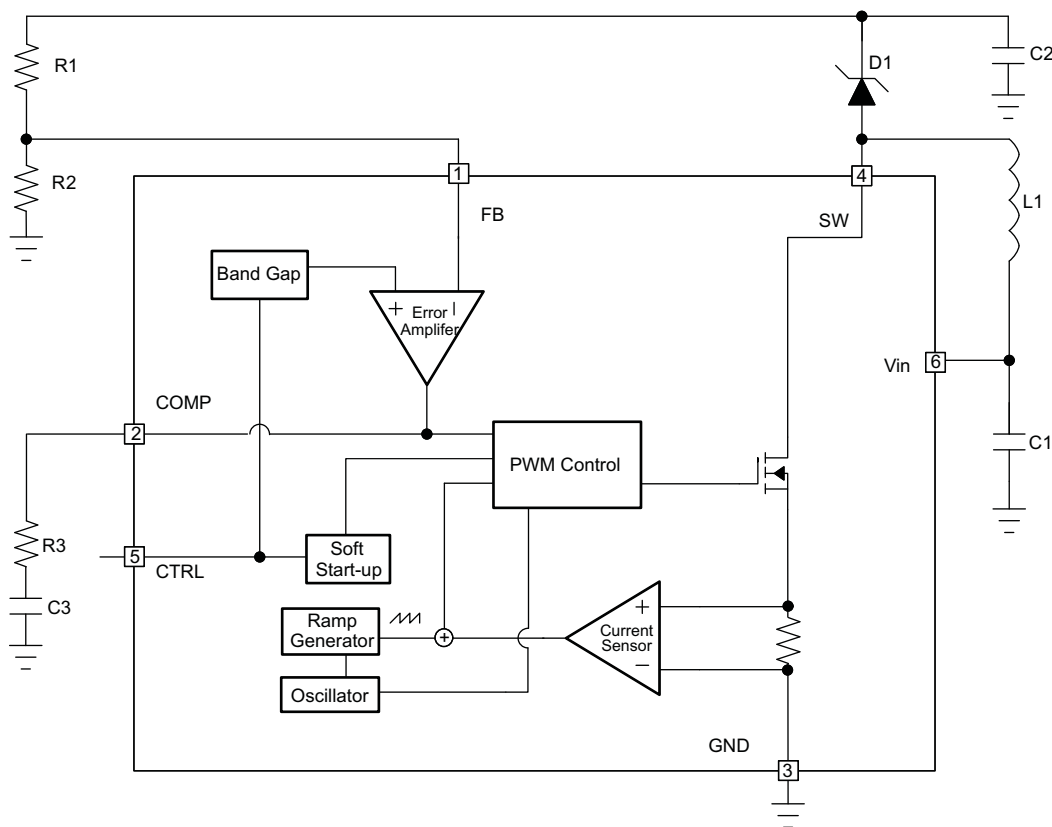 C2
D1
R1
R2
1
4
L1
FB
SW
Band Gap
+
Error
Amplifer
Vin
6
COMP
2
C1
PWM Control
R3
5
CTRL
Soft
Start-up
C3
Ramp
Generator
+
+
Current
Sensor
−
Oscillator
GND
3